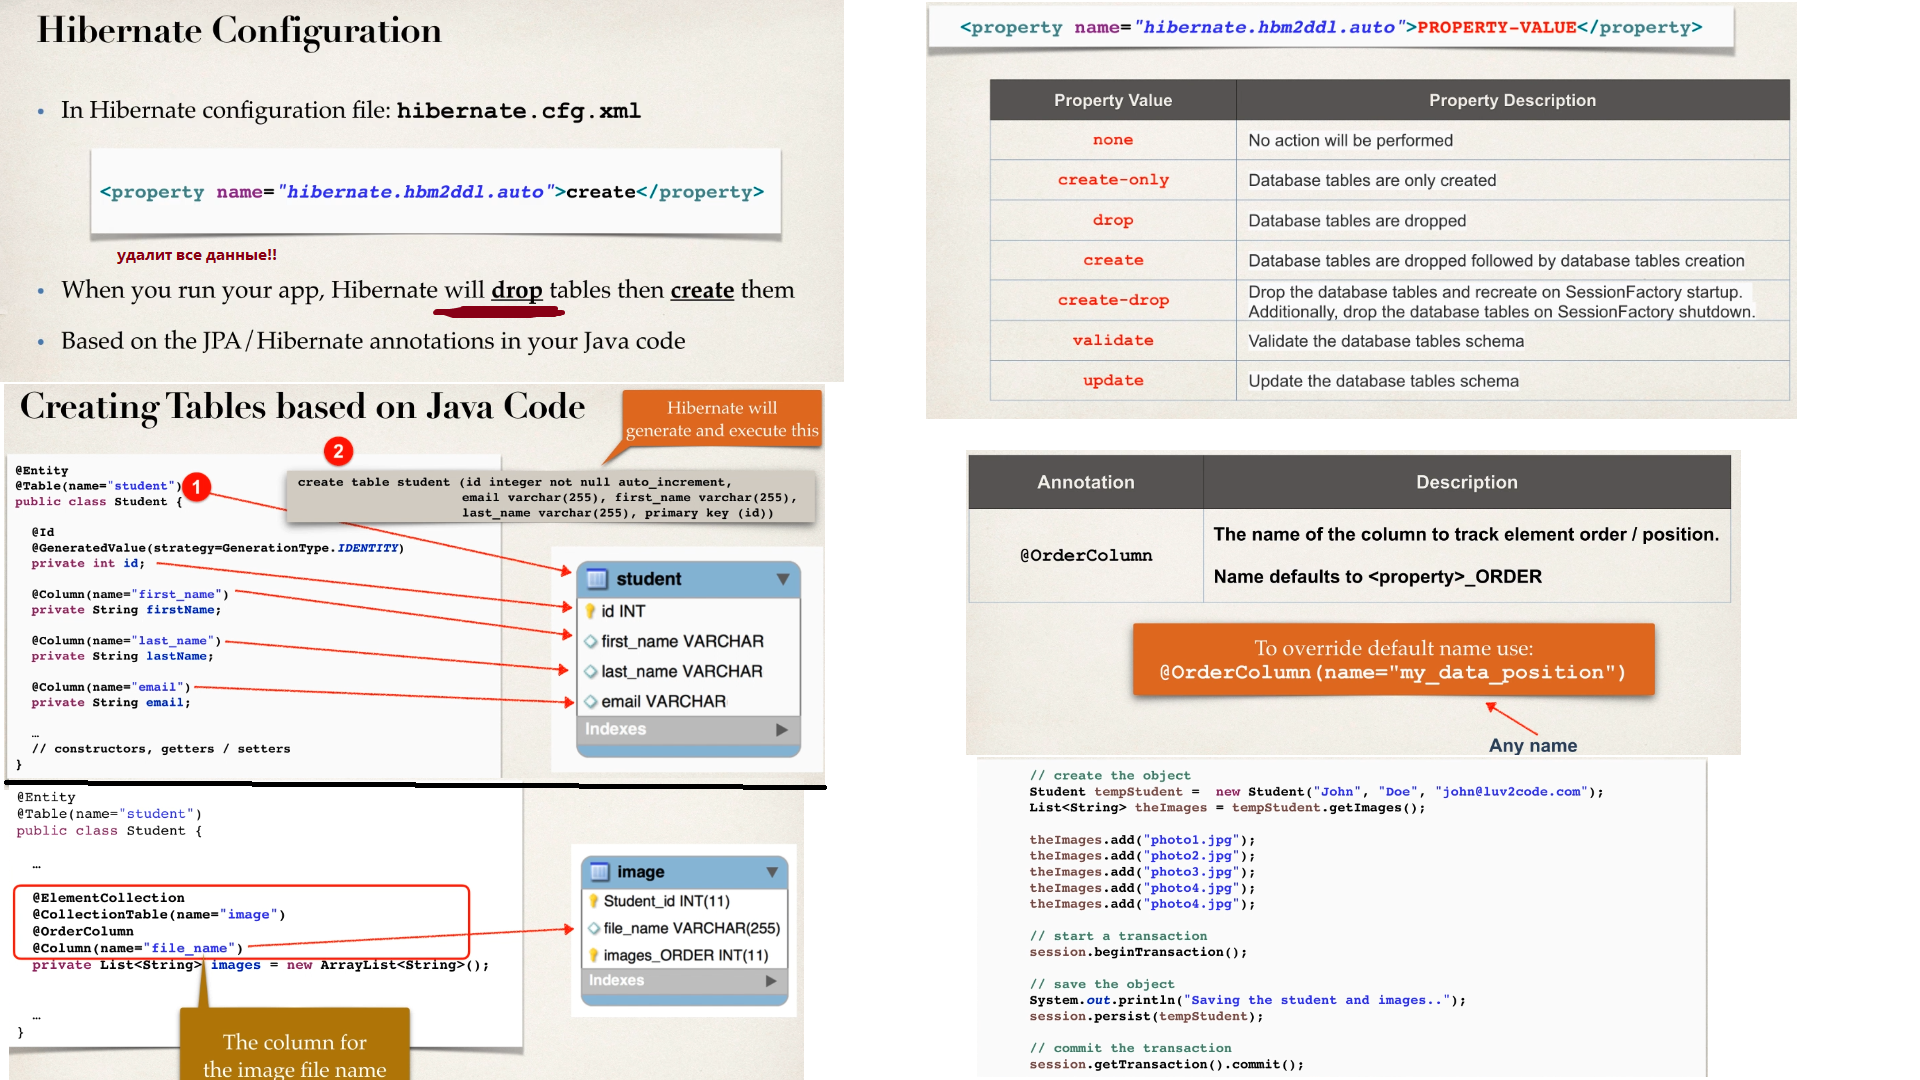 Hibernate Configuration
• In Hibernate configuration file: hibernate.cfg.xml
<property name="hibernate.hbm2ddl.auto">create</property>
удалит все данные!!
• When you run your app, Hibernate will drop tables then create them
• Based on the JPA/Hibernate annotations in your Java code
Creating Tables based on Java Code
Hibernate will
generate and execute this
2
@Entity
@Table(name="student")
1
public class Student {
@Id
@GeneratedValue(strategy=GenerationType.IDENTITY)
private int id;
@Column(name="first_name")
private String firstName;
@Column(name="last_name")
private String lastName;
@Column(name="email")
private String email;
…
// constructors, getters / setters
}
create table student (id integer not null auto_increment,
email varchar(255), first_name varchar(255),
last_name varchar(255), primary key (id))
student
id INT
first_name VARCHAR
last_name VARCHAR
email VARCHAR
Indexes
@Entity
@Table(name="student")
public class Student {
…
@ElementCollection
@CollectionTable(name="image")
@OrderColumn
@Column(name="file_name")
private List<String> images = new ArrayList<String>();
…
}
The column for
the image file name
image
Student_id INT(11)
file_name VARCHAR(255)
images_ORDER INT(11)
Indexes
<property name="hibernate.hbm2ddl.auto">PROPERTY-VALUE</property>
Property Value Property Description
none No action will be performed
create-only Database tables are only created
drop Database tables are dropped
create Database tables are dropped followed by database tables creation
create-drop Drop the database tables and recreate on SessionFactory startup.
Additionally, drop the database tables on SessionFactory shutdown.
validate Validate the database tables schema
update Update the database tables schema
Annotation Description
@OrderColumn The name of the column to track element order / position.
Name defaults to <property>_ORDER
To override default name use:
@OrderColumn(name="my_data_position")
Any name
// create the object
Student tempStudent = new Student("John", "Doe", "john@luv2code.com");
List<String> theImages = tempStudent.getImages();
theImages.add("photo1.jpg");
theImages.add("photo2.jpg");
theImages.add("photo3.jpg");
theImages.add("photo4.jpg");
theImages.add("photo4.jpg");
// start a transaction
session.beginTransaction();
// save the object
System.out.println("Saving the student and images..");
session.persist(tempStudent);
// commit the transaction
session.getTransaction().commit();